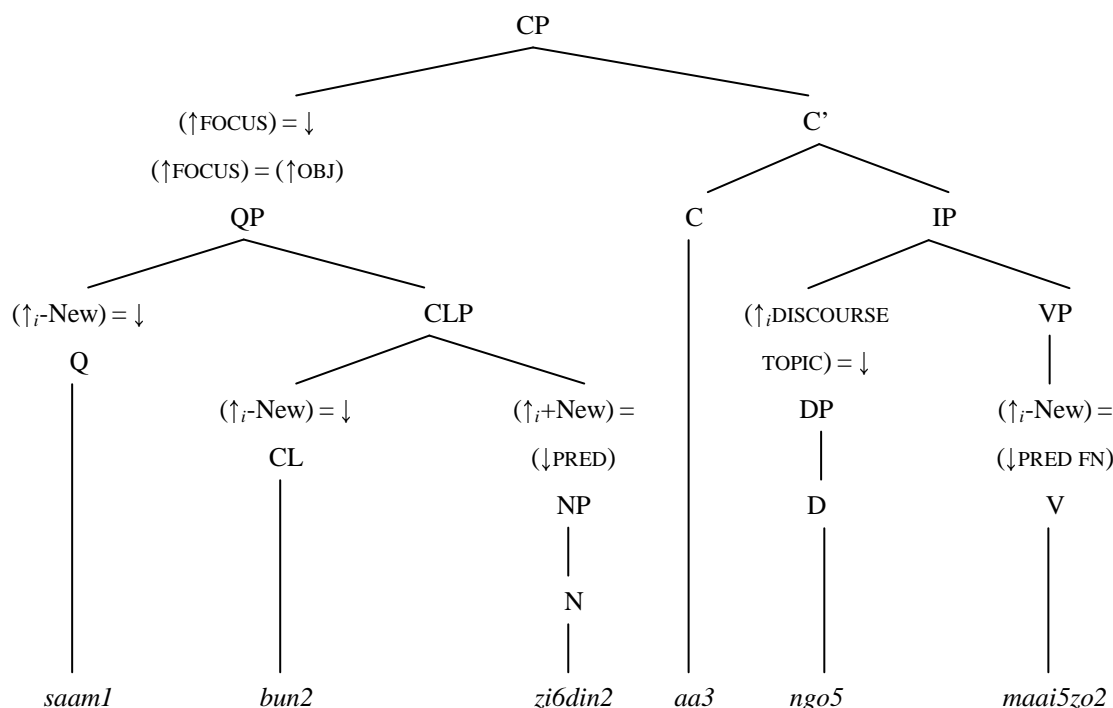 CP
(↑FOCUS) = ↓ C’
(↑FOCUS) = (↑OBJ)
QP C IP
(↑i-New) = ↓ CLP (↑iDISCOURSE VP
Q TOPIC) = ↓
(↑i-New) = ↓ (↑i+New) = DP (↑i-New) =
CL (↓PRED) (↓PRED FN)
NP D V
N
saam1 bun2 zi6din2 aa3 ngo5 maai5zo2